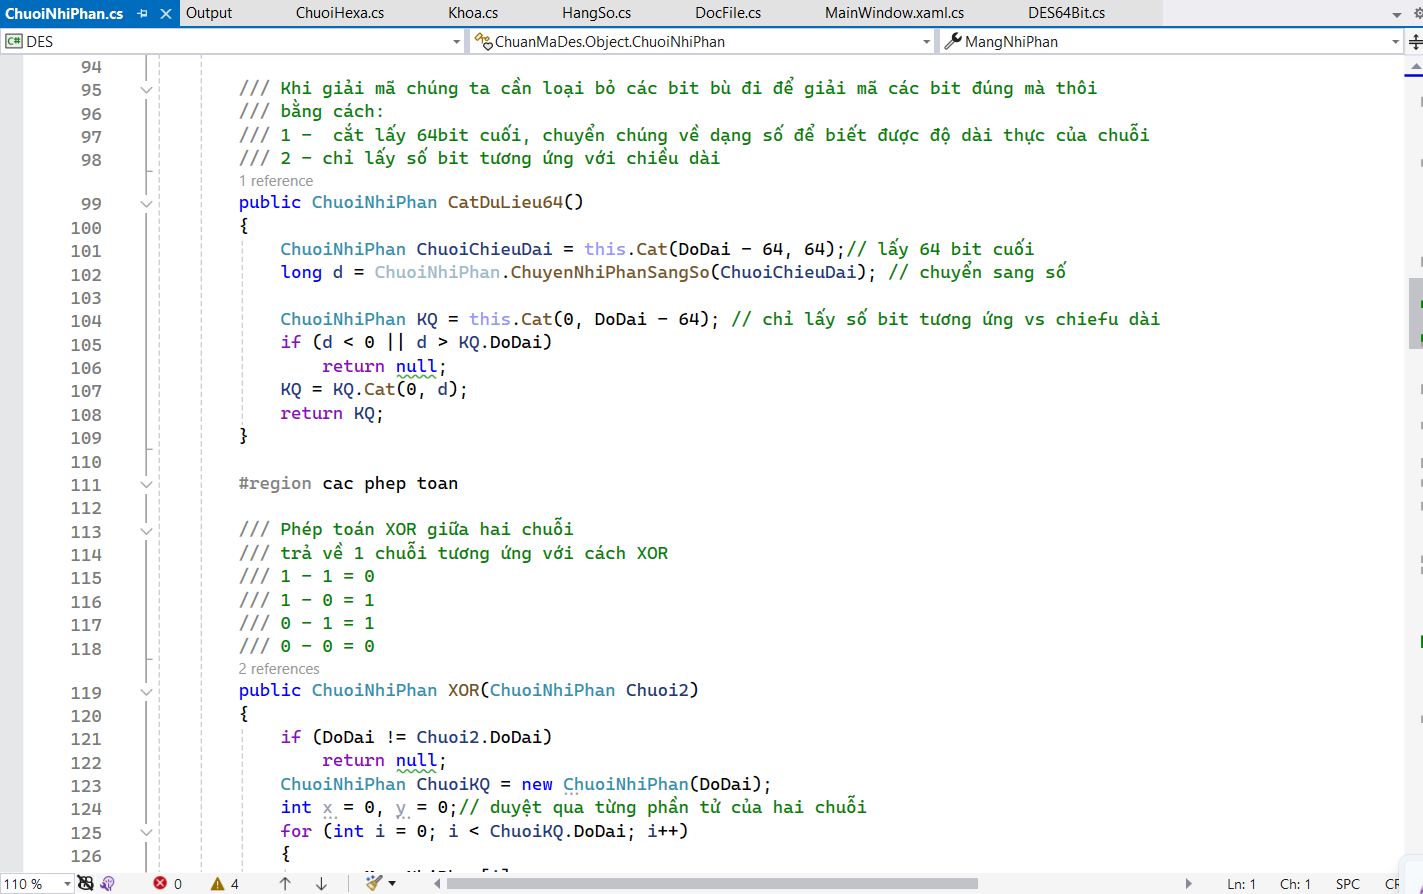 ChuoiNhiPhan.cs Output ChuoiHexa.cs Khoa.cs HangSo.cs DocFile.cs MainWindow.xaml.cs DES64Bit.cs
C# DES ChuanMaDes.Object.ChuoiNhiPhan MangNhiPhan
94
95 /// Khi giải mã chúng ta cần loại bỏ các bit bù đi để giải mã các bit đúng mà thôi
96 /// bằng cách:
97 /// 1 -  cắt lấy 64bit cuối, chuyển chúng về dạng số để biết được độ dài thực của chuỗi
98 /// 2 - chỉ lấy số bit tương ứng với chiều dài
1 reference
99 public ChuoiNhiPhan CatDuLieu64()
100 {
101 ChuoiNhiPhan ChuoiChieuDai = this.Cat(DoDai - 64, 64);// lấy 64 bit cuối
102 long d = ChuoiNhiPhan.ChuyenNhiPhanSangSo(ChuoiChieuDai); // chuyển sang số
103
104 ChuoiNhiPhan KQ = this.Cat(0, DoDai - 64); // chỉ lấy số bit tương ứng vs chiefu dài
105 if (d < 0 || d > KQ.DoDai)
106 return null;
107 KQ = KQ.Cat(0, d);
108 return KQ;
109 }
110
111 #region cac phep toan
112
113 /// Phép toán XOR giữa hai chuỗi
114 /// trả về 1 chuỗi tương ứng với cách XOR
115 /// 1 - 1 = 0
116 /// 1 - 0 = 1
117 /// 0 - 1 = 1
118 /// 0 - 0 = 0
2 references
119 public ChuoiNhiPhan XOR(ChuoiNhiPhan Chuoi2)
120 {
121 if (DoDai != Chuoi2.DoDai)
122 return null;
123 ChuoiNhiPhan ChuoiKQ = new ChuoiNhiPhan(DoDai);
124 int x = 0, y = 0;// duyệt qua từng phần tử của hai chuỗi
125 for (int i = 0; i < ChuoiKQ.DoDai; i++)
126 {
110 % 0 4 Ln: 1 Ch: 1 SPC